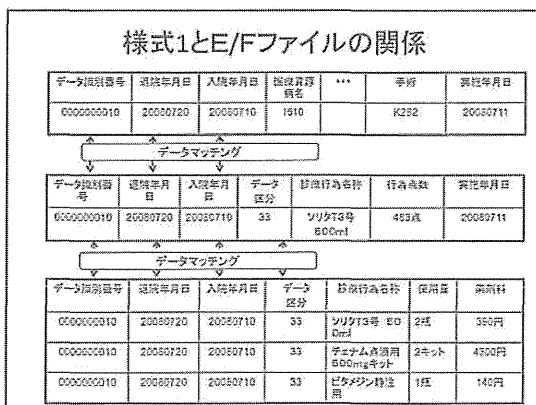 様式1とE/Fファイルの関係
データ識別番号 退院年月日 入院年月日 医療資源病名 *** 手術 実施年月日
0000000010 20080720 20080710 I610 K282 20080711
データマッチング
データ識別番号 退院年月日 入院年月日 データ区分 診療行為名称 行為点数 実施年月日
0000000010 20080720 20080710 33 ソリタT3号 500ml 483点 20080711
データマッチング
データ識別番号 退院年月日 入院年月日 データ区分 診療行為名称 使用量 薬剤料
0000000010 20080720 20080710 33 ソリタT3号 500ml 2瓶 350円
0000000010 20080720 20080710 33 チエナム点滴用500mgキット 2キット 4300円
0000000010 20080720 20080710 33 ビタメジン静注用 1瓶 140円